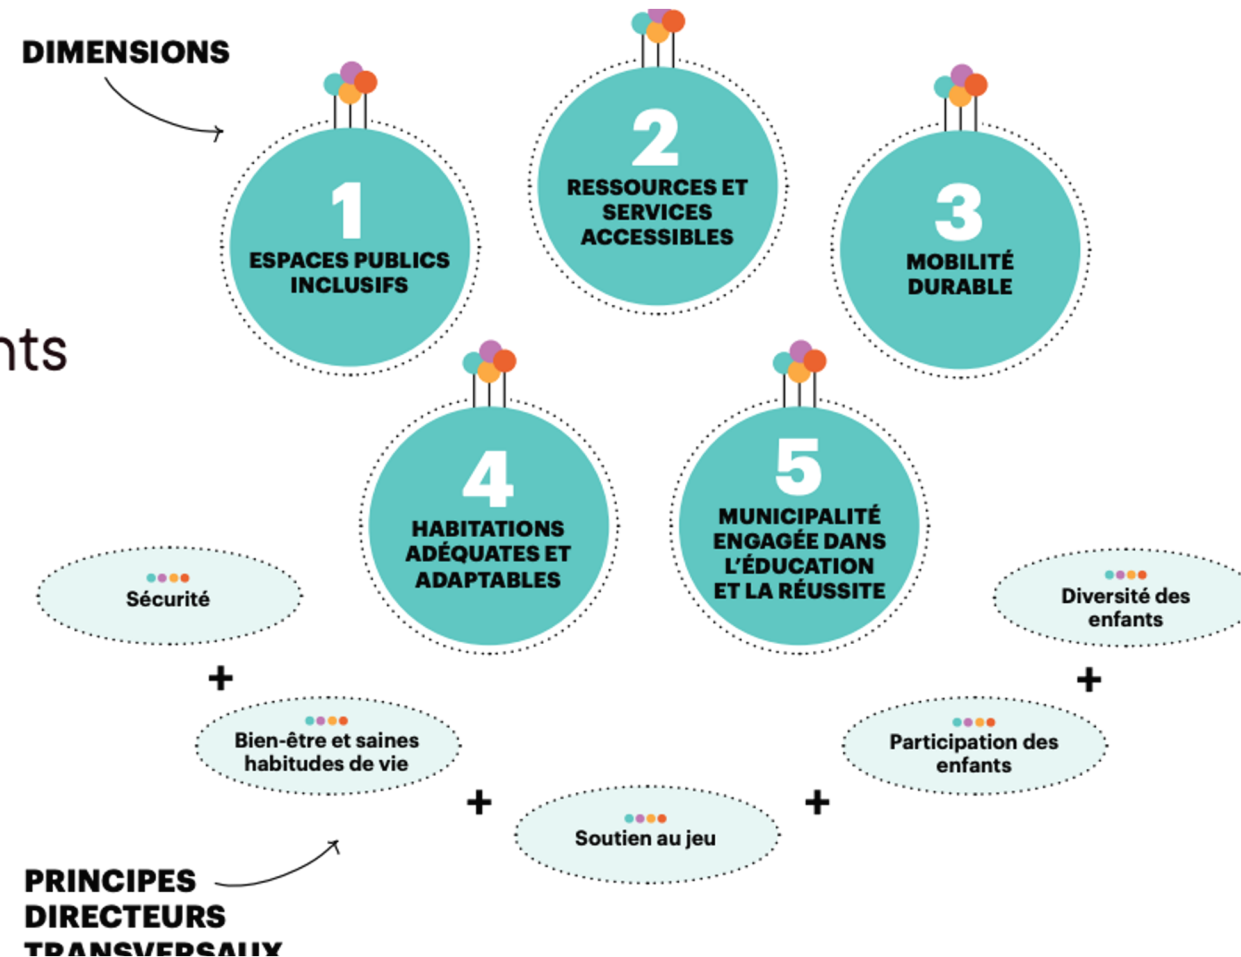 DIMENSIONS
1
ESPACES PUBLICS
INCLUSIFS
2
RESSOURCES ET
SERVICES
ACCESSIBLES
3
MOBILITÉ
DURABLE
nts
4
HABITATIONS
ADÉQUATES ET
ADAPTABLES
5
MUNICIPALITÉ
ENGAGÉE DANS
L'ÉDUCATION
ET LA RÉUSSITE
Sécurité
+
Bien-être et saines
habitudes de vie
+
Soutien au jeu
+
Participation des
enfants
+
Diversité des
enfants
PRINCIPES
DIRECTEURS
TRANSVERSAUX